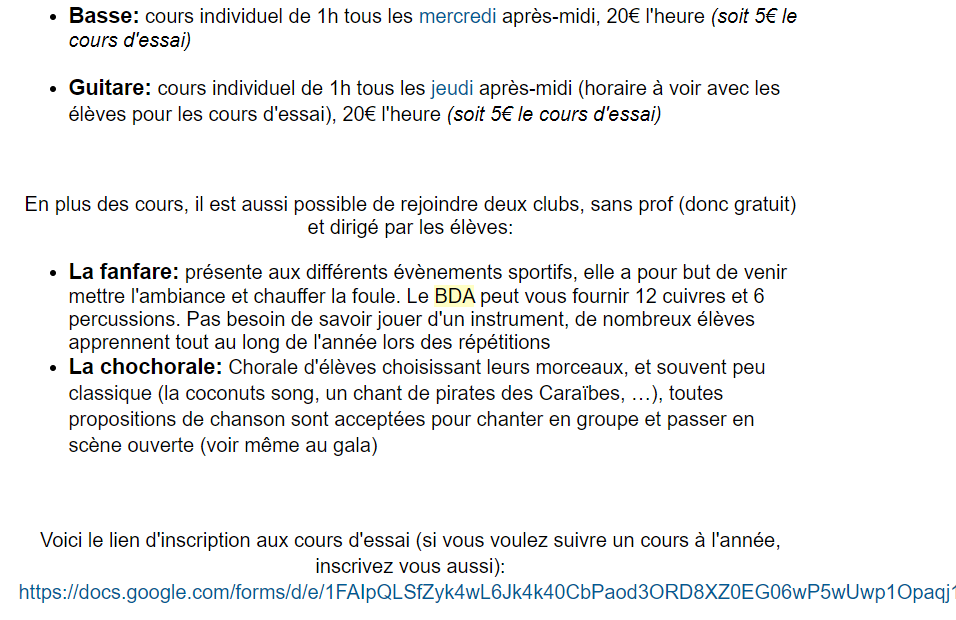 • Basse: cours individuel de 1h tous les mercredi après-midi, 20€ l'heure (soit 5€ le
cours d'essai)
• Guitare: cours individuel de 1h tous les jeudi après-midi (horaire à voir avec les
élèves pour les cours d'essai), 20€ l'heure (soit 5€ le cours d'essai)
En plus des cours, il est aussi possible de rejoindre deux clubs, sans prof (donc gratuit)
et dirigé par les élèves:
• La fanfare: présente aux différents évènements sportifs, elle a pour but de venir
mettre l'ambiance et chauffer la foule. Le BDA peut vous fournir 12 cuivres et 6
percussions. Pas besoin de savoir jouer d'un instrument, de nombreux élèves
apprennent tout au long de l'année lors des répétitions
• La chochorale: Chorale d'élèves choisissant leurs morceaux, et souvent peu
classique (la coconuts song, un chant de pirates des Caraïbes, …), toutes
propositions de chanson sont acceptées pour chanter en groupe et passer en
scène ouverte (voir même au gala)
Voici le lien d'inscription aux cours d'essai (si vous voulez suivre un cours à l'année,
inscrivez vous aussi):
https://docs.google.com/forms/d/e/1FAIpQLSfZyk4wL6Jk4k40CbPaod3ORD8XZ0EG06wP5wUwp1Opaqj1